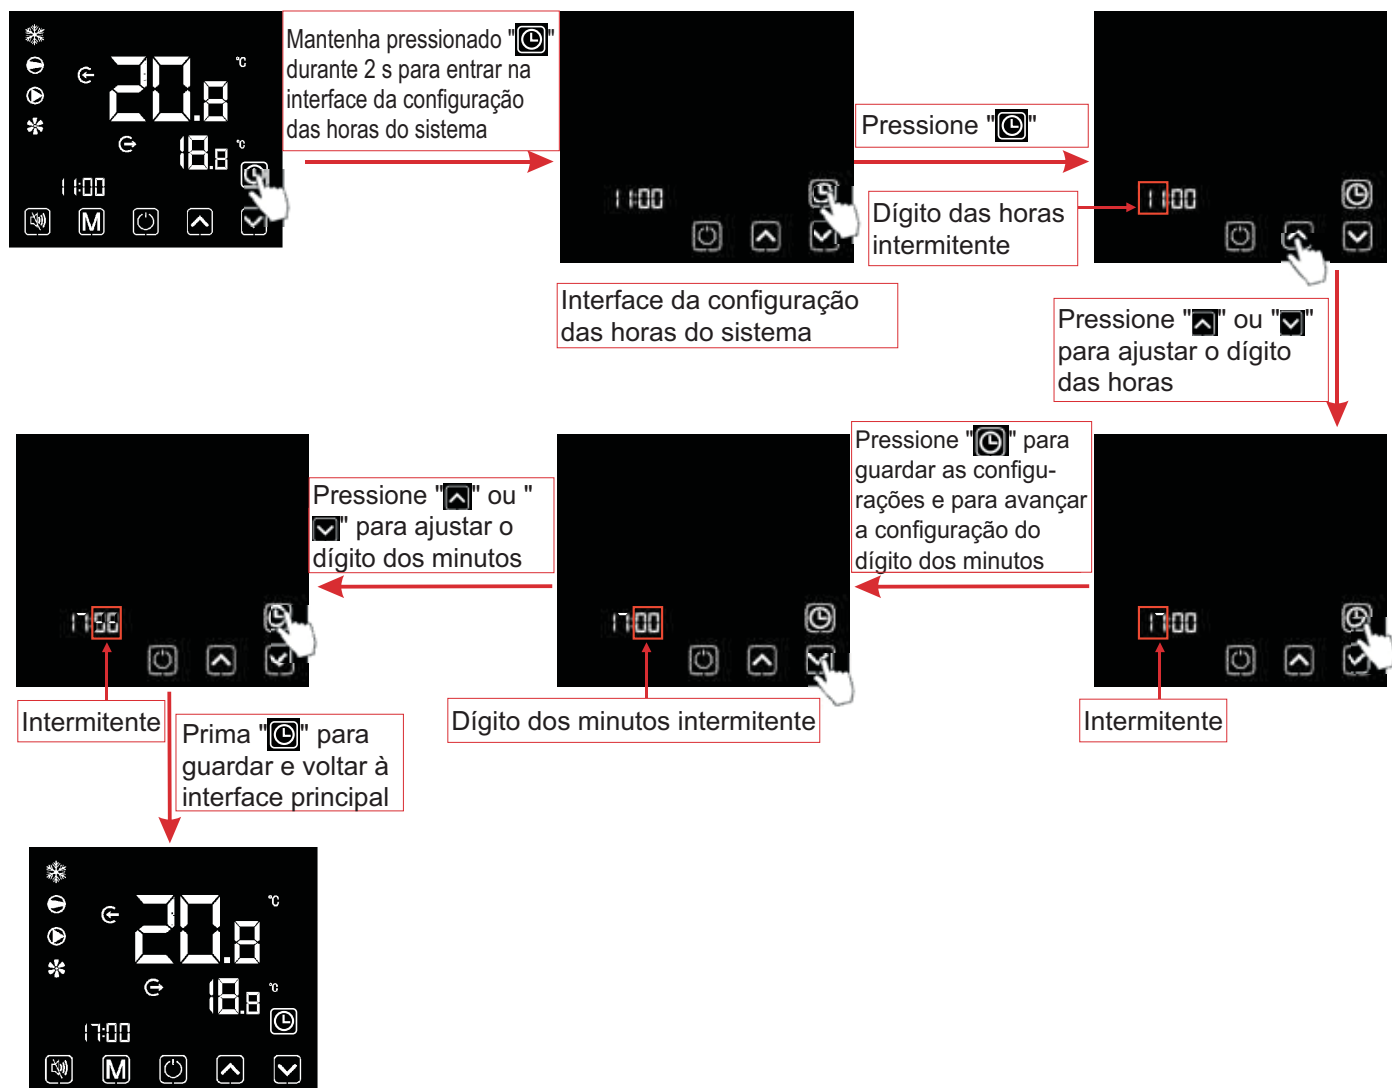 20.8 ℃
18.8 ℃
11:00
M
Mantenha pressionado " "
durante 2 s para entrar na
interface da configuração
das horas do sistema
11:00
Interface da configuração
das horas do sistema
Pressione " "
Dígito das horas
intermitente
11:00
Pressione " " ou " "
para ajustar o dígito
das horas
17:00
Intermitente
Pressione " " para
guardar as configu-
rações e para avançar
a configuração do
dígito dos minutos
17:00
Dígito dos minutos intermitente
Pressione " " ou "
" para ajustar o
dígito dos minutos
17:56
Intermitente
Prima " " para
guardar e voltar à
interface principal
20.8 ℃
18.8 ℃
17:00
M